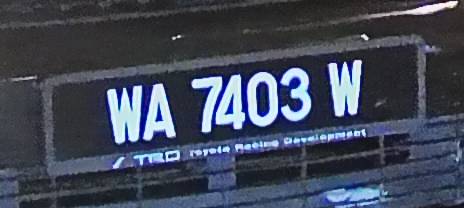 WA 7403 W
TRD Toyota Racing Development